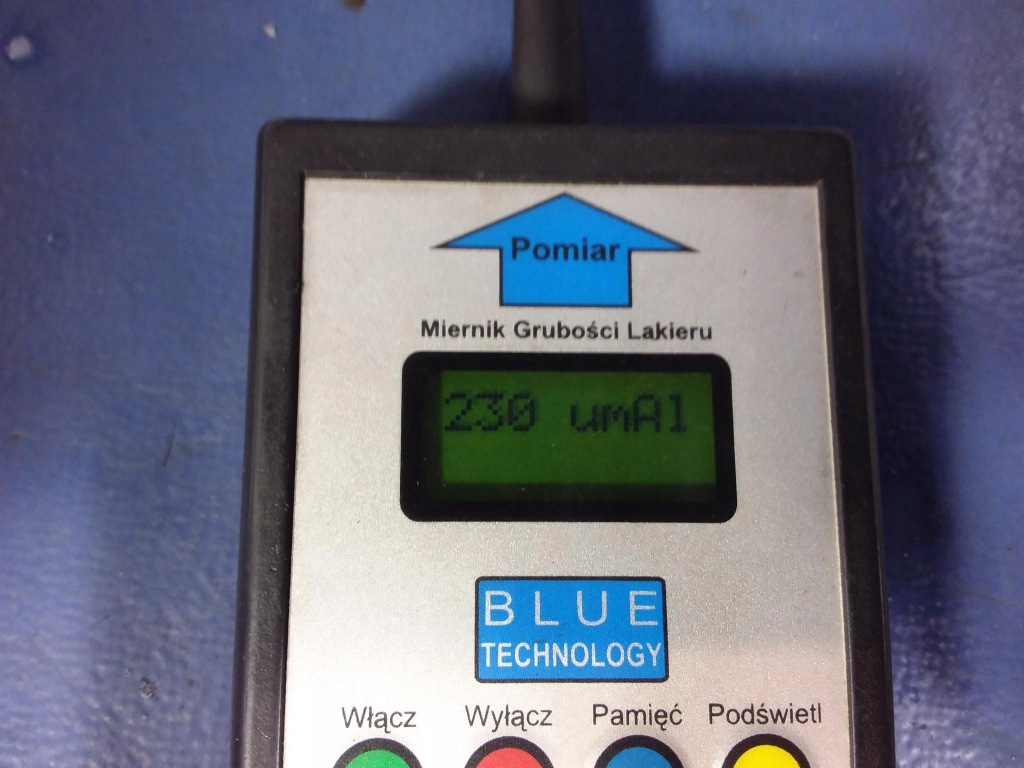 Pomiar
Miernik Grubości Lakieru
230 umAl
BLUE
TECHNOLOGY
Włącz Wyłącz Pamięć Podświetl